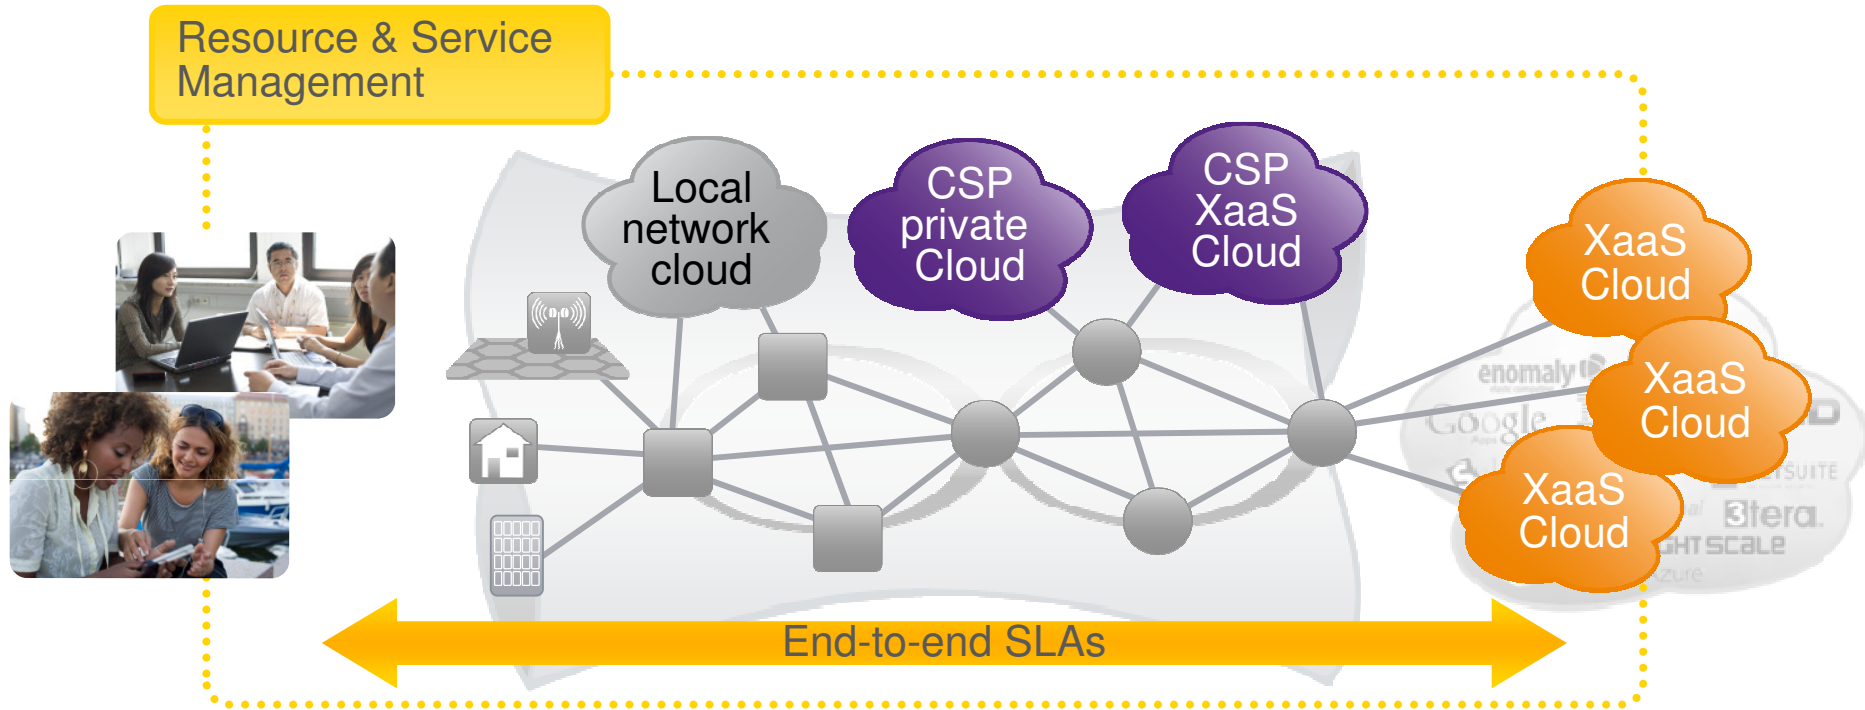 Resource & Service
Management
Local
network
cloud
CSP
private
Cloud
CSP
XaaS
Cloud
XaaS
Cloud
enomaly
XaaS
Cloud
Google
XaaS
Cloud
3tera.
Azure
End-to-end SLAs